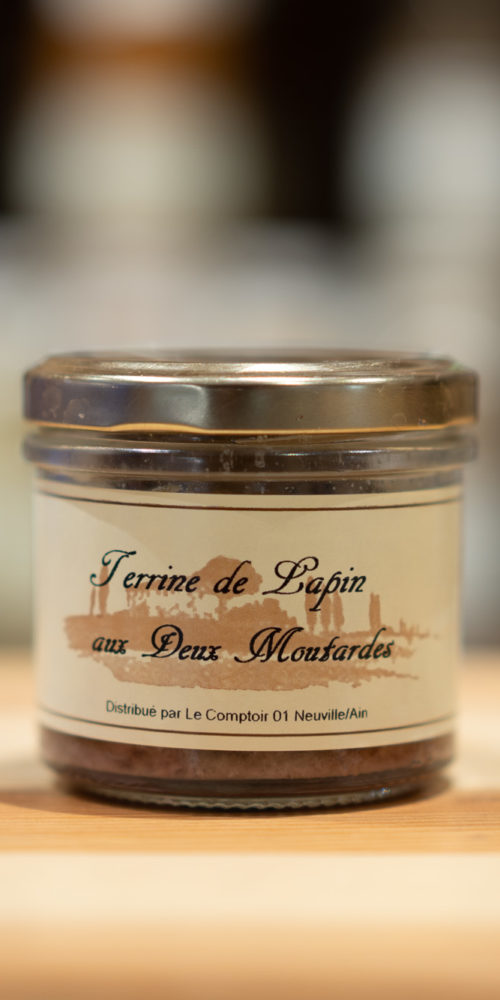 Terrine de Lapin
aux Deux Moutardes
Distribué par Le Comptoir 01 Neuville/Ain